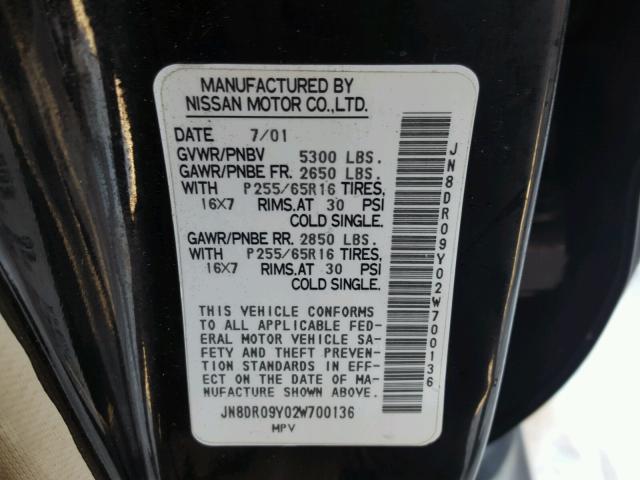 MANUFACTURED BY
NISSAN MOTOR CO.,LTD.
DATE 7/01
GVWR/PNBV 5300 LBS.
GAWR/PNBE FR. 2650 LBS.
WITH P255/65R16 TIRES,
16X7 RIMS.AT 30 PSI
COLD SINGLE.
GAWR/PNBE RR. 2850 LBS.
WITH P255/65R16 TIRES,
16X7 RIMS.AT 30 PSI
COLD SINGLE.
THIS VEHICLE CONFORMS
TO ALL APPLICABLE FED-
ERAL MOTOR VEHICLE SA-
FETY AND THEFT PREVEN-
TION STANDARDS IN EFF-
ECT ON THE DATE OF MA-
NUFACTURE SHOWN ABOVE.
JN8DR09Y02W700136
MPV
JN8DR09Y02W700136